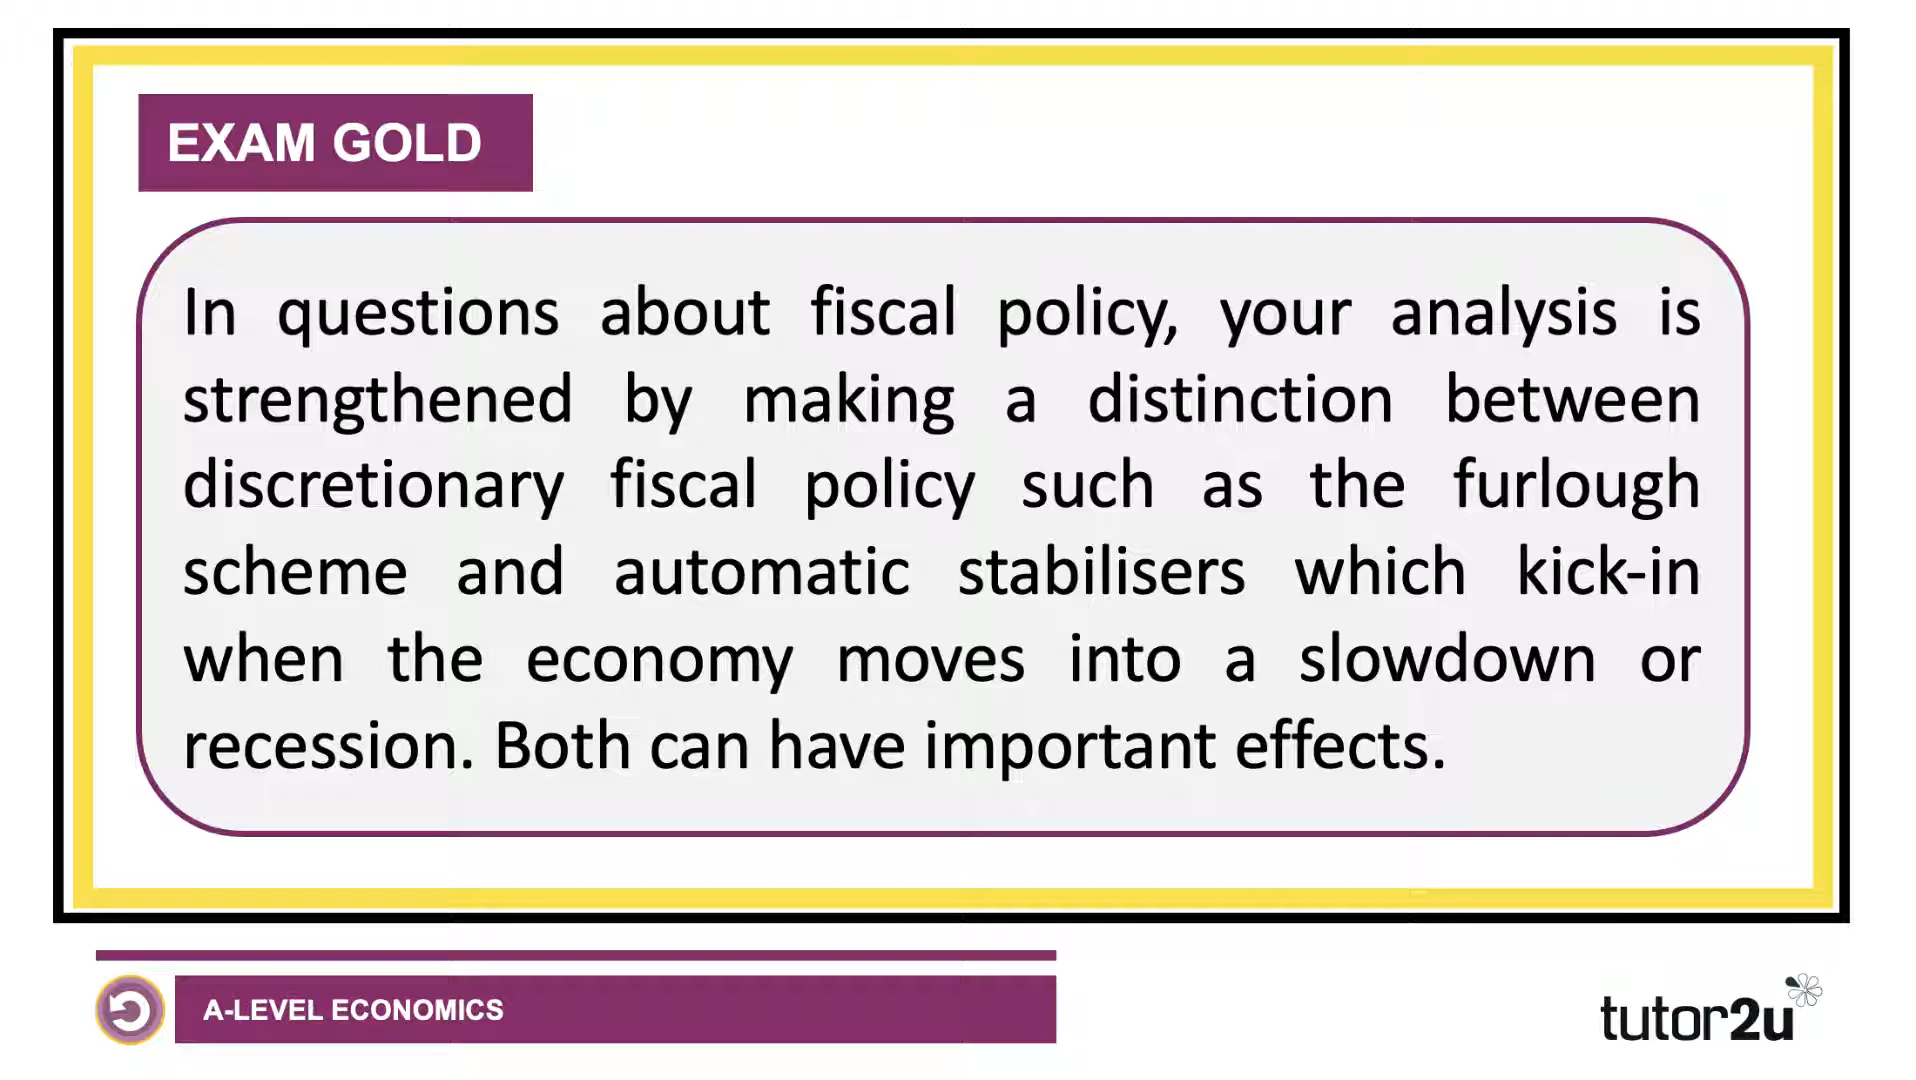 EXAM GOLD
In questions about fiscal policy, your analysis is
strengthened by making a distinction between
discretionary fiscal policy such as the furlough
scheme and automatic stabilisers which kick-in
when the economy moves into a slowdown or
recession. Both can have important effects.
A-LEVEL ECONOMICS
tutor2u